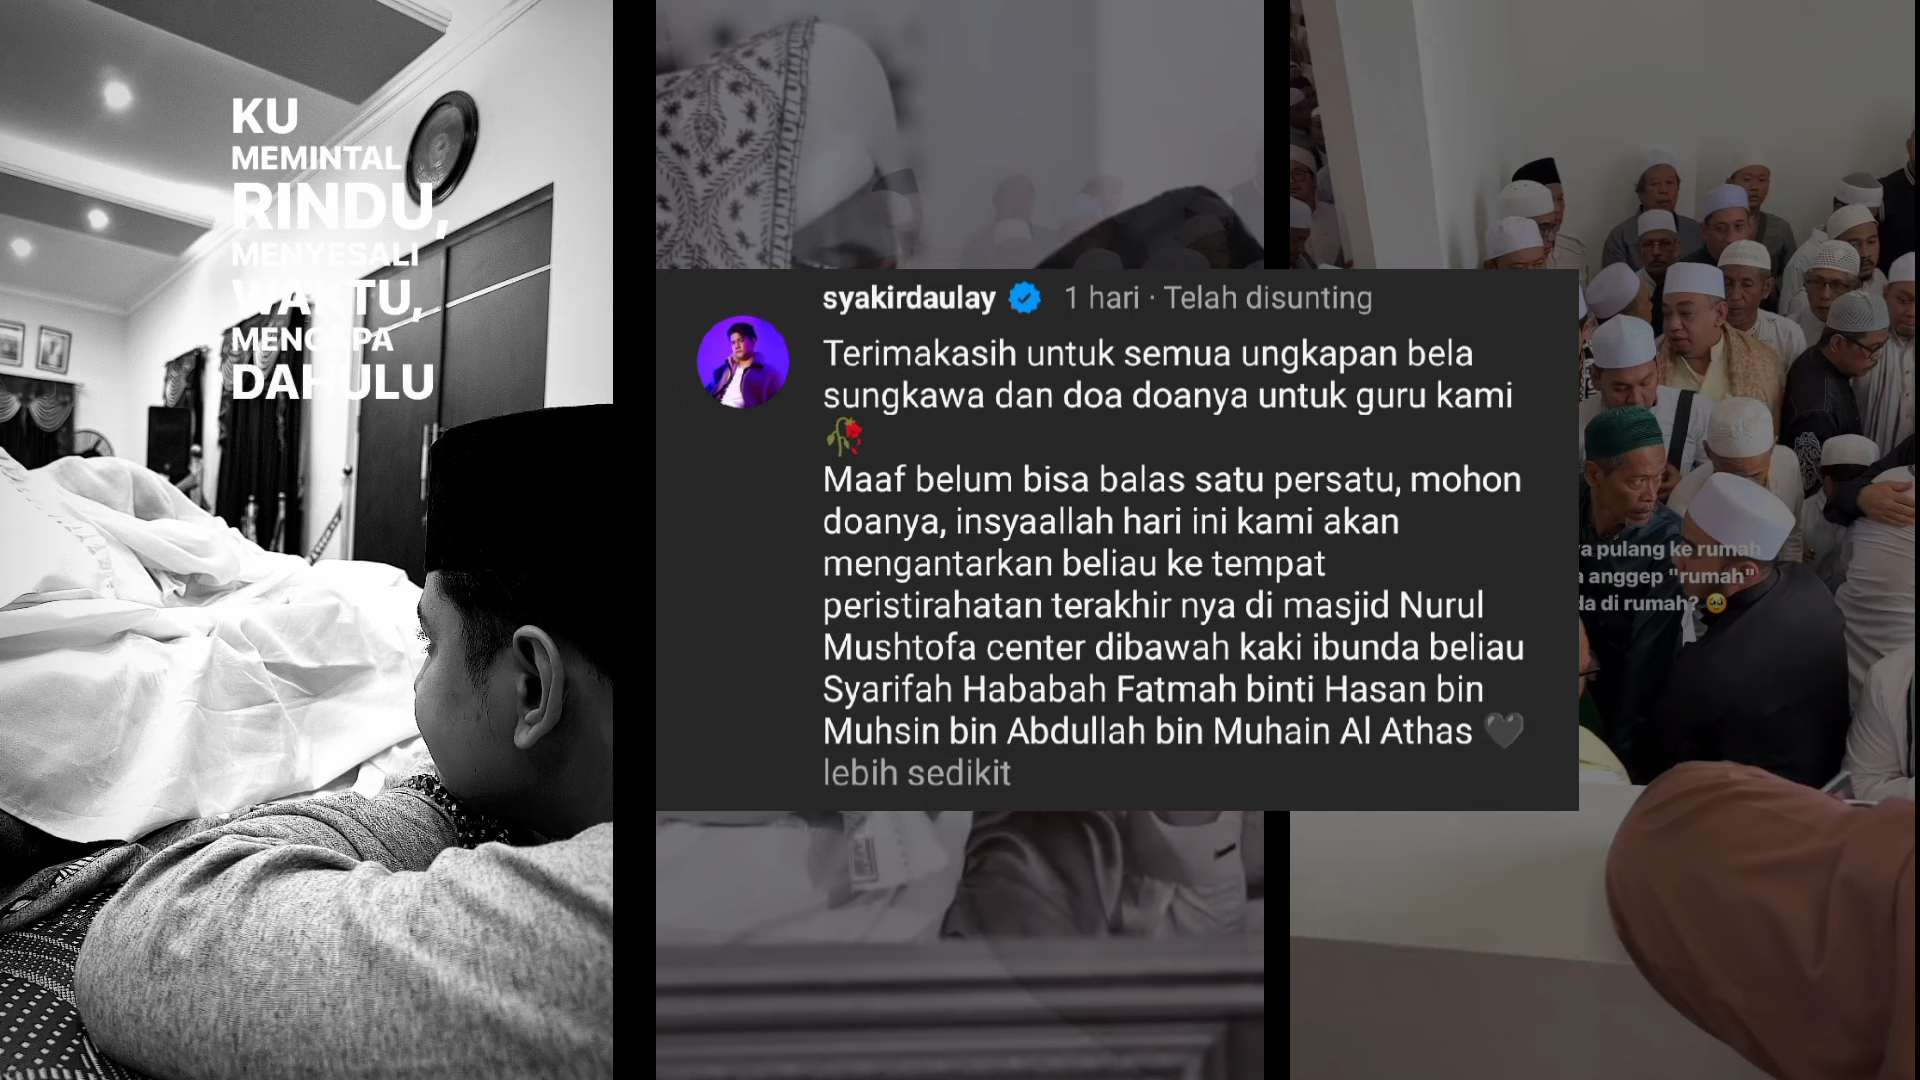 KU
MEMINTAL
RINDU,
MENYESALI
WAKTU,
MENGAPA
DAHULU
syakirdaulay 1 hari · Telah disunting
Terimakasih untuk semua ungkapan bela
sungkawa dan doa doanya untuk guru kami
🥀
Maaf belum bisa balas satu persatu, mohon
doanya, insyaallah hari ini kami akan
mengantarkan beliau ke tempat
peristirahatan terakhir nya di masjid Nurul
Mushtofa center dibawah kaki ibunda beliau
Syarifah Hababah Fatmah binti Hasan bin
Muhsin bin Abdullah bin Muhain Al Athas 🖤
lebih sedikit
pulang ke rumah
anggep "rumah"
di rumah? 🥹